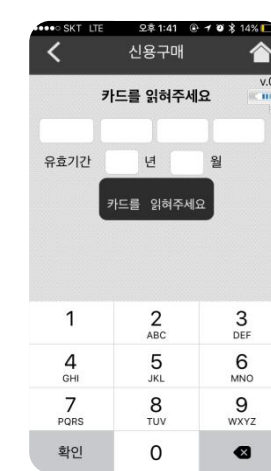 SKT LTE 오후 1:41 14%
신용구매
v.0
카드를 읽혀주세요
유효기간 년 월
카드를 읽혀주세요
1 2 3
ABC DEF
4 5 6
GHI JKL MNO
7 8 9
PQRS TUV WXYZ
확인 0